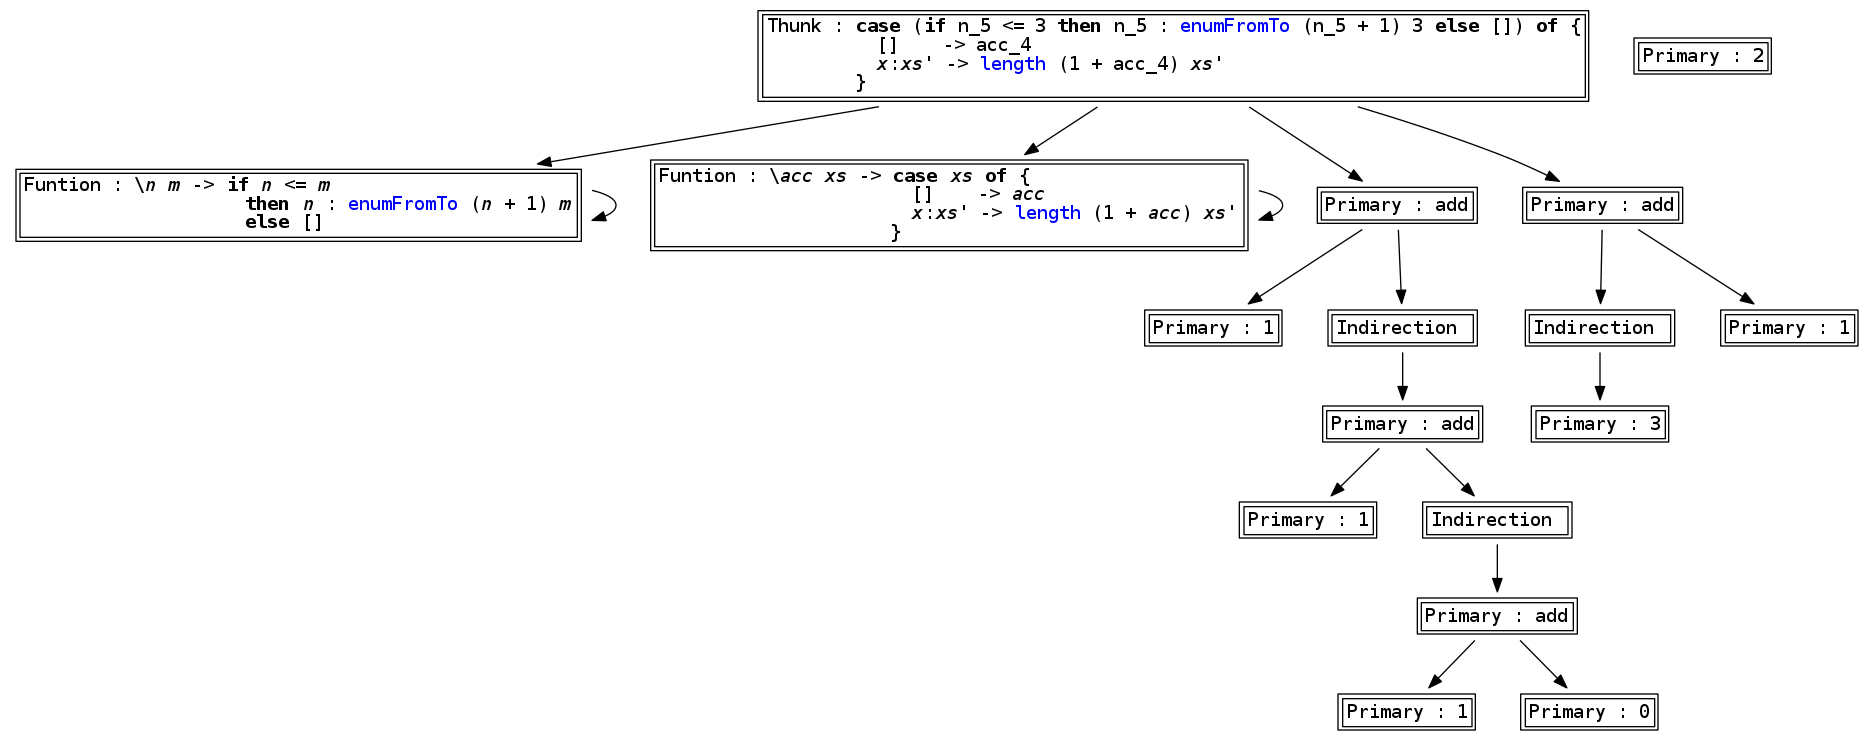 Thunk : case (if n_5 <= 3 then n_5 : enumFromTo (n_5 + 1) 3 else []) of {
[] -> acc_4
x:xs' -> length (1 + acc_4) xs'
}
Primary : 2
Funtion : \n m -> if n <= m
then n : enumFromTo (n + 1) m
else []
Funtion : \acc xs -> case xs of {
[] -> acc
x:xs' -> length (1 + acc) xs'
}
Primary : add
Primary : add
Primary : 1
Indirection
Indirection
Primary : 1
Primary : add
Primary : 3
Primary : 1
Indirection
Primary : add
Primary : 1
Primary : 0